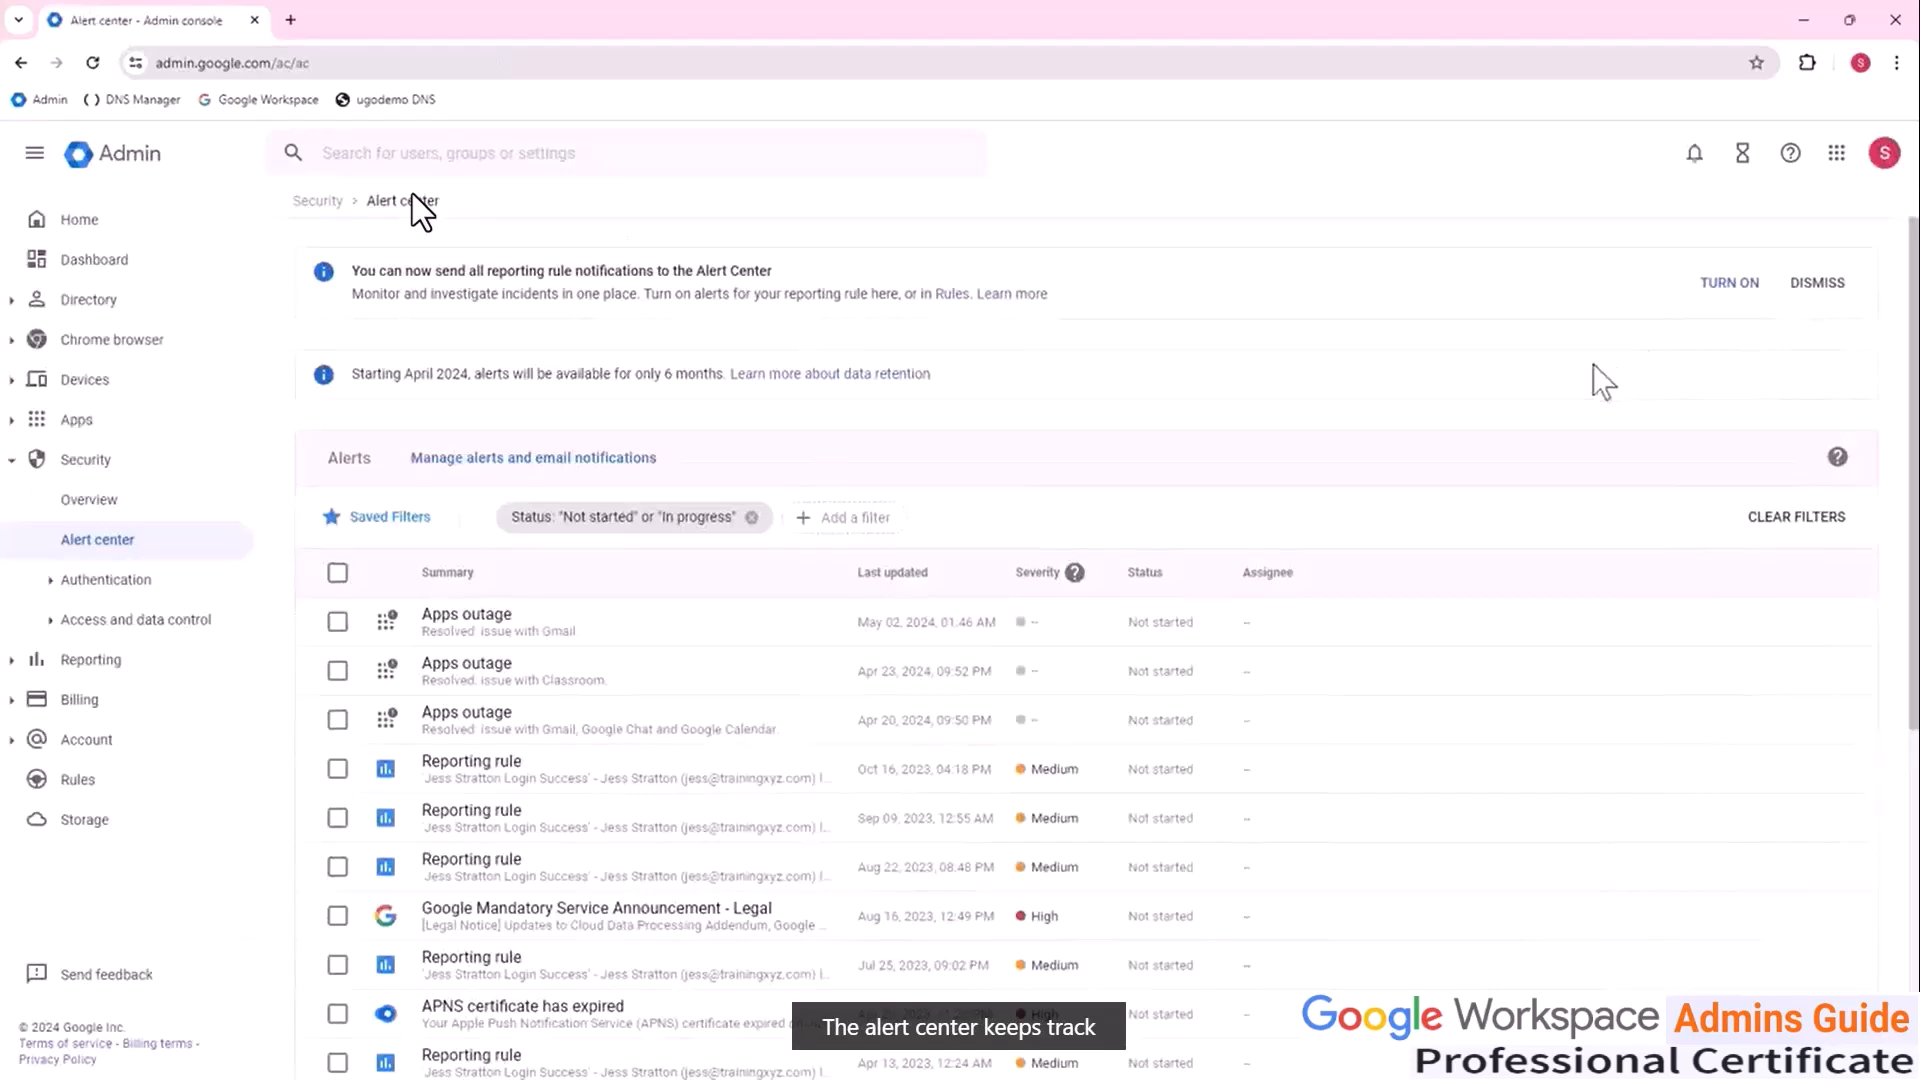 Alert center - Admin console
admin.google.com/ac/ac
Admin
DNS Manager
Google Workspace
ugodemo DNS
Admin
Search for users, groups or settings
S
S
Security > Alert center
Home
Dashboard
Directory
Chrome browser
Devices
Apps
Security
Overview
Alert center
Authentication
Access and data control
Reporting
Billing
Account
Rules
Storage
Send feedback
© 2024 Google Inc.
Terms of service - Billing terms -
Privacy Policy
You can now send all reporting rule notifications to the Alert Center
Monitor and investigate incidents in one place. Turn on alerts for your reporting rule here, or in Rules. Learn more
TURN ON
DISMISS
Starting April 2024, alerts will be available for only 6 months. Learn more about data retention
Alerts
Manage alerts and email notifications
Saved Filters
Status: "Not started" or "In progress"
+ Add a filter
CLEAR FILTERS
Summary Last updated Severity Status Assignee
Apps outage
Resolved issue with Gmail
May 02, 2024, 01:46 AM -- Not started --
Apps outage
Resolved. issue with Classroom.
Apr 23, 2024, 09:52 PM -- Not started --
Apps outage
Resolved issue with Gmail, Google Chat and Google Calendar.
Apr 20, 2024, 09:50 PM -- Not started --
Reporting rule
'Jess Stratton Login Success' - Jess Stratton (jess@trainingxyz.com) l...
Oct 16, 2023, 04:18 PM Medium Not started --
Reporting rule
'Jess Stratton Login Success' - Jess Stratton (jess@trainingxyz.com) l...
Sep 09, 2023, 12:55 AM Medium Not started --
Reporting rule
'Jess Stratton Login Success' - Jess Stratton (jess@trainingxyz.com) l...
Aug 22, 2023, 08:48 PM Medium Not started --
Google Mandatory Service Announcement - Legal
[Legal Notice] Updates to Cloud Data Processing Addendum, Google ...
Aug 16, 2023, 12:49 PM High Not started --
Reporting rule
'Jess Stratton Login Success' - Jess Stratton (jess@trainingxyz.com) l...
Jul 25, 2023, 09:02 PM Medium Not started --
APNS certificate has expired
Your Apple Push Notification Service (APNS) certificate expired
High Not started --
Reporting rule
'Jess Stratton Login Success' - Jess Stratton (jess@trainingxyz.com) l...
Apr 13, 2023, 12:24 AM Medium Not started --
The alert center keeps track
Google Workspace Admins Guide
Professional Certificate